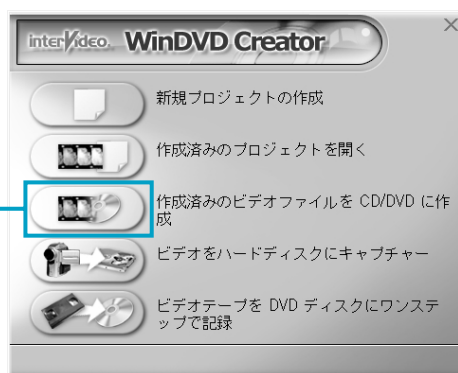 interVideo. WinDVD Creator
新規プロジェクトの作成
作成済みのプロジェクトを開く
作成済みのビデオファイルを CD/DVD に作
成
ビデオをハードディスクにキャプチャー
ビデオテープを DVD ディスクにワンステ
ップで記録